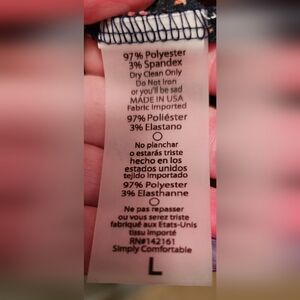 97% Polyester
3% Spandex
Dry Clean Only
Do Not Iron
or you'll be sad
MADE IN USA
Fabric Imported
97% Poliéster
3% Elastano
No planchar
o estarás triste
hecho en los
estados unidos
tejido importado
97% Polyester
3% Elasthanne
Ne pas repasser
ou vous serez triste
fabriqué aux Etats-Unis
tissu importé
RN#142161
Simply Comfortable
L